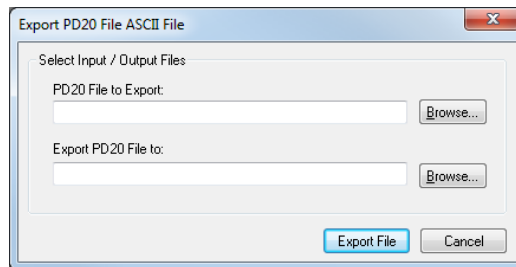 Export PD20 File ASCII File
Select Input / Output Files
PD20 File to Export:
Browse...
Export PD20 File to:
Browse...
Export File Cancel